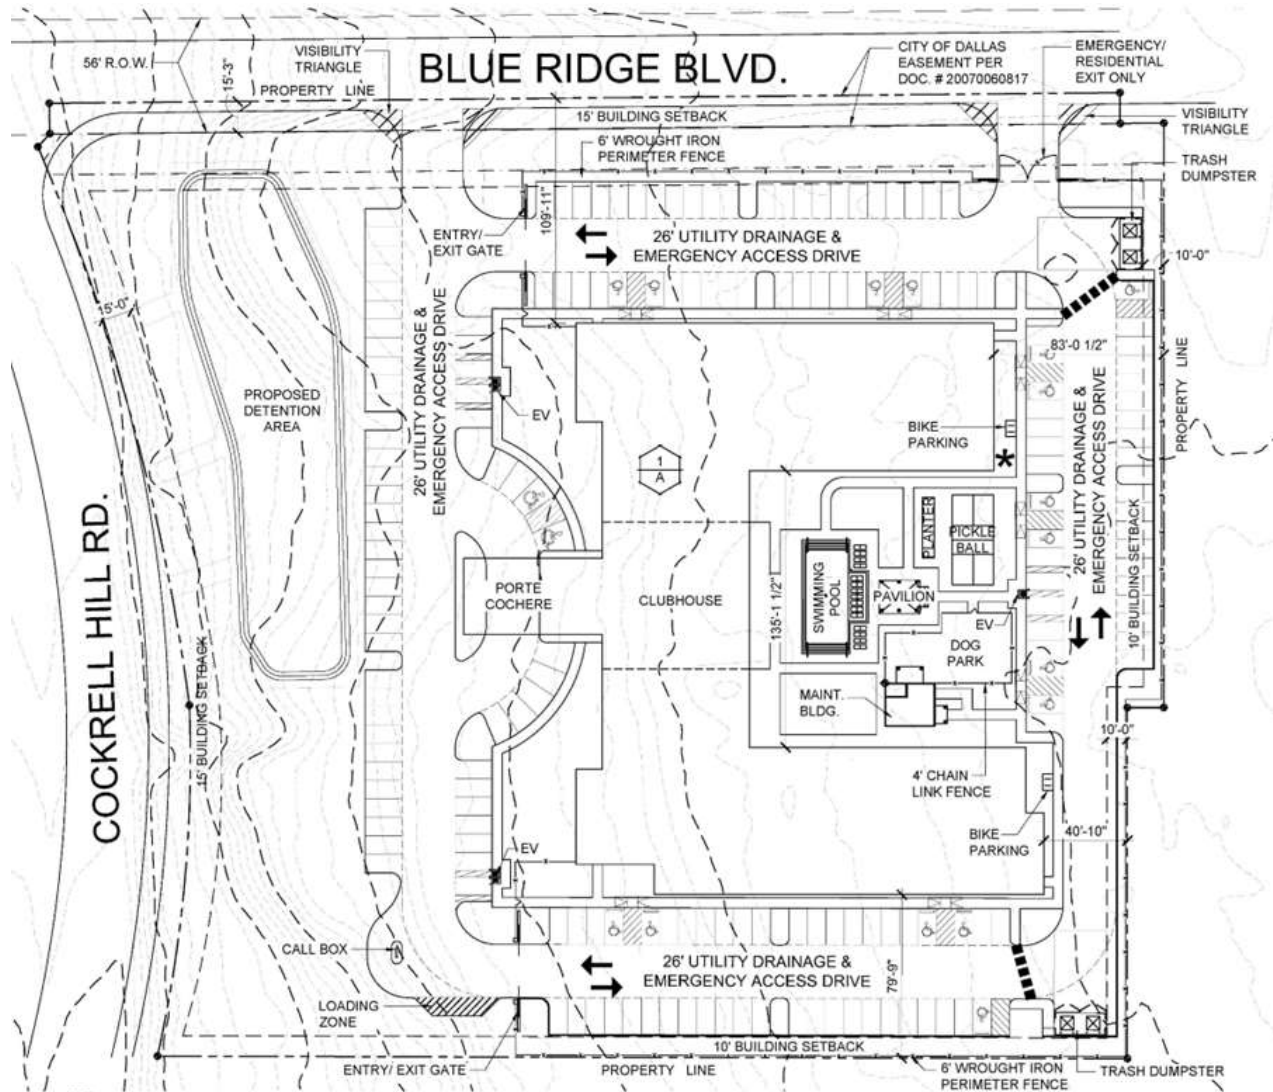 BLUE RIDGE BLVD.
56' R.O.W.
VISIBILITY
TRIANGLE
15'-3"
PROPERTY LINE
CITY OF DALLAS
EASEMENT PER
DOC. # 20070060817
EMERGENCY/
RESIDENTIAL
EXIT ONLY
VISIBILITY
TRIANGLE
15' BUILDING SETBACK
6' WROUGHT IRON
PERIMETER FENCE
TRASH
DUMPSTER
109'-11"
ENTRY/
EXIT GATE
26' UTILITY DRAINAGE &
EMERGENCY ACCESS DRIVE
10'-0"
15'-0"
26' UTILITY DRAINAGE &
EMERGENCY ACCESS DRIVE
83'-0 1/2"
PROPERTY LINE
PROPOSED
DETENTION
AREA
EV
BIKE
PARKING
1
A
26' UTILITY DRAINAGE &
EMERGENCY ACCESS DRIVE
COCKRELL HILL RD.
PLANTER
PICKLE
BALL
PORTE
COCHERE
CLUBHOUSE
135'-1 1/2"
SWIMMING
POOL
PAVILION
EV
DOG
PARK
10' BUILDING SETBACK
15' BUILDING SETBACK
MAINT.
BLDG.
10'-0"
4' CHAIN
LINK FENCE
BIKE
PARKING
40'-10"
EV
CALL BOX
26' UTILITY DRAINAGE &
EMERGENCY ACCESS DRIVE
79'-9"
LOADING
ZONE
10' BUILDING SETBACK
ENTRY/ EXIT GATE
PROPERTY LINE
6' WROUGHT IRON
PERIMETER FENCE
TRASH DUMPSTER